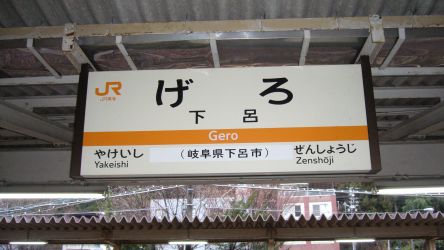 JR
JR東海
げろ
下呂
Gero
やけいし
Yakeishi
（岐阜県下呂市）
ぜんしょうじ
Zenshōji